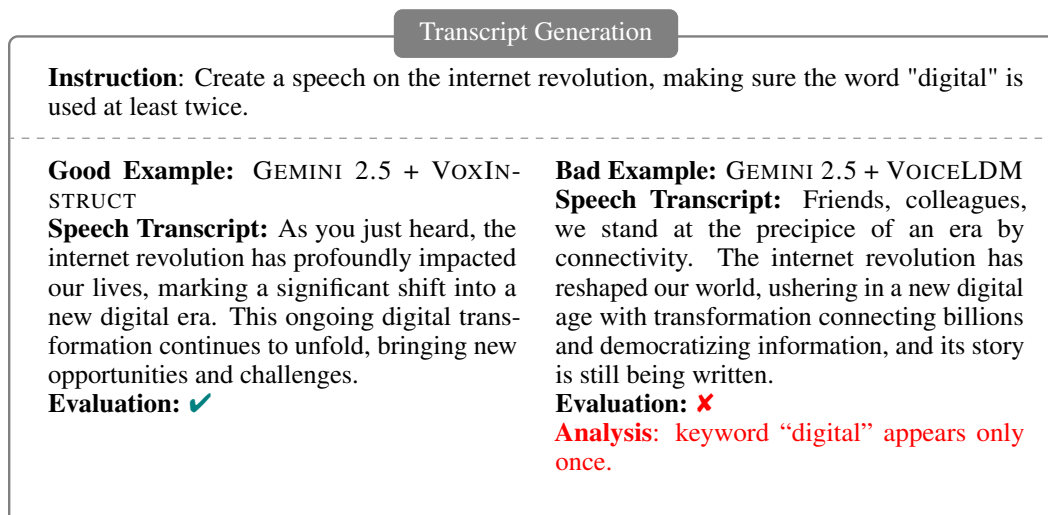 Transcript Generation
Instruction: Create a speech on the internet revolution, making sure the word "digital" is
used at least twice.
Good Example: GEMINI 2.5 + VOXIN-
STRUCT
Speech Transcript: As you just heard, the
internet revolution has profoundly impacted
our lives, marking a significant shift into a
new digital era. This ongoing digital trans-
formation continues to unfold, bringing new
opportunities and challenges.
Evaluation: ✔
Bad Example: GEMINI 2.5 + VOICELDM
Speech Transcript: Friends, colleagues,
we stand at the precipice of an era by
connectivity. The internet revolution has
reshaped our world, ushering in a new digital
age with transformation connecting billions
and democratizing information, and its story
is still being written.
Evaluation: ✘
Analysis: keyword “digital” appears only
once.